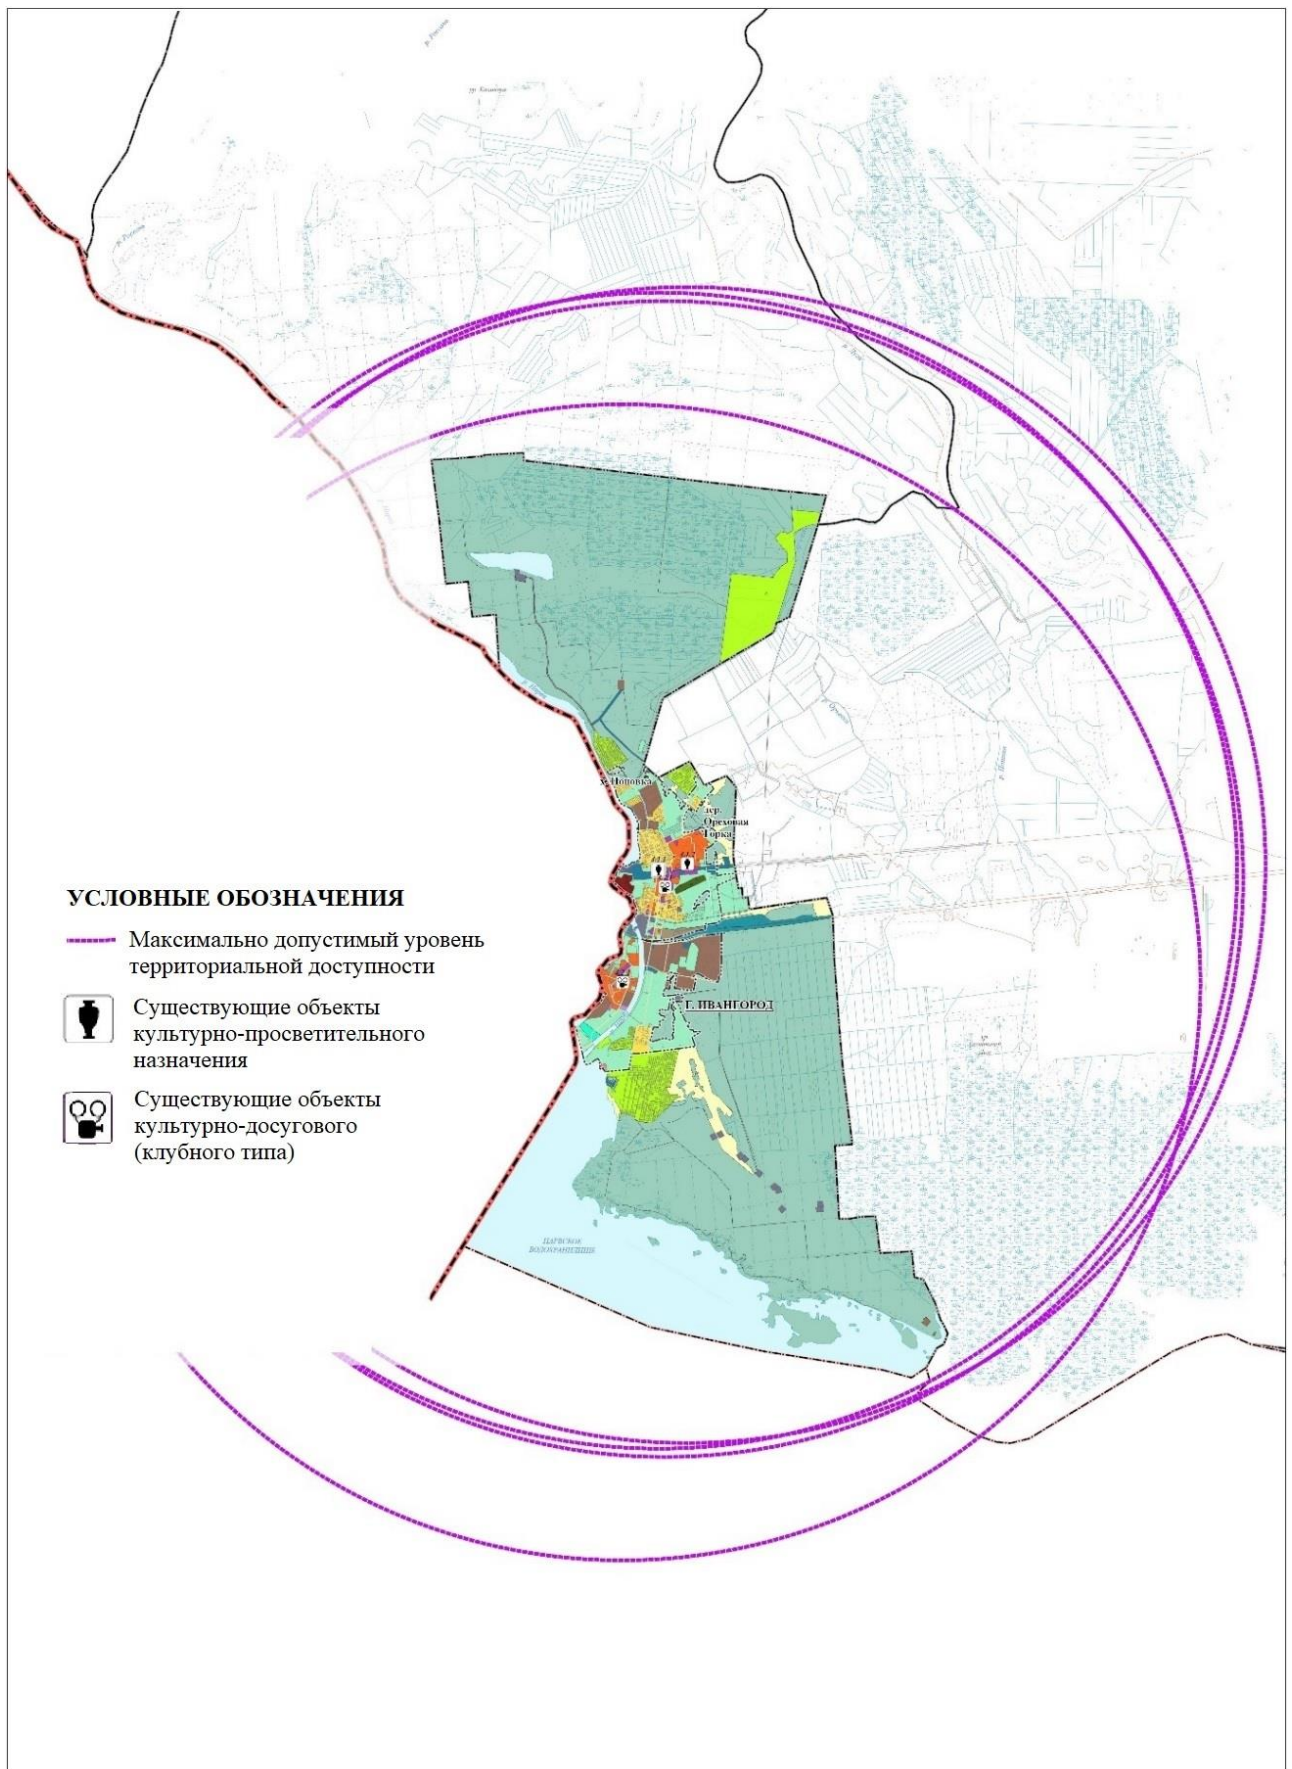 х. Поповка
дер.
Ореховая
Горка
УСЛОВНЫЕ ОБОЗНАЧЕНИЯ
Максимально допустимый уровень
территориальной доступности
Существующие объекты
культурно-просветительного
назначения
Существующие объекты
культурно-досугового
(клубного типа)
Г. ИВАНГОРОД